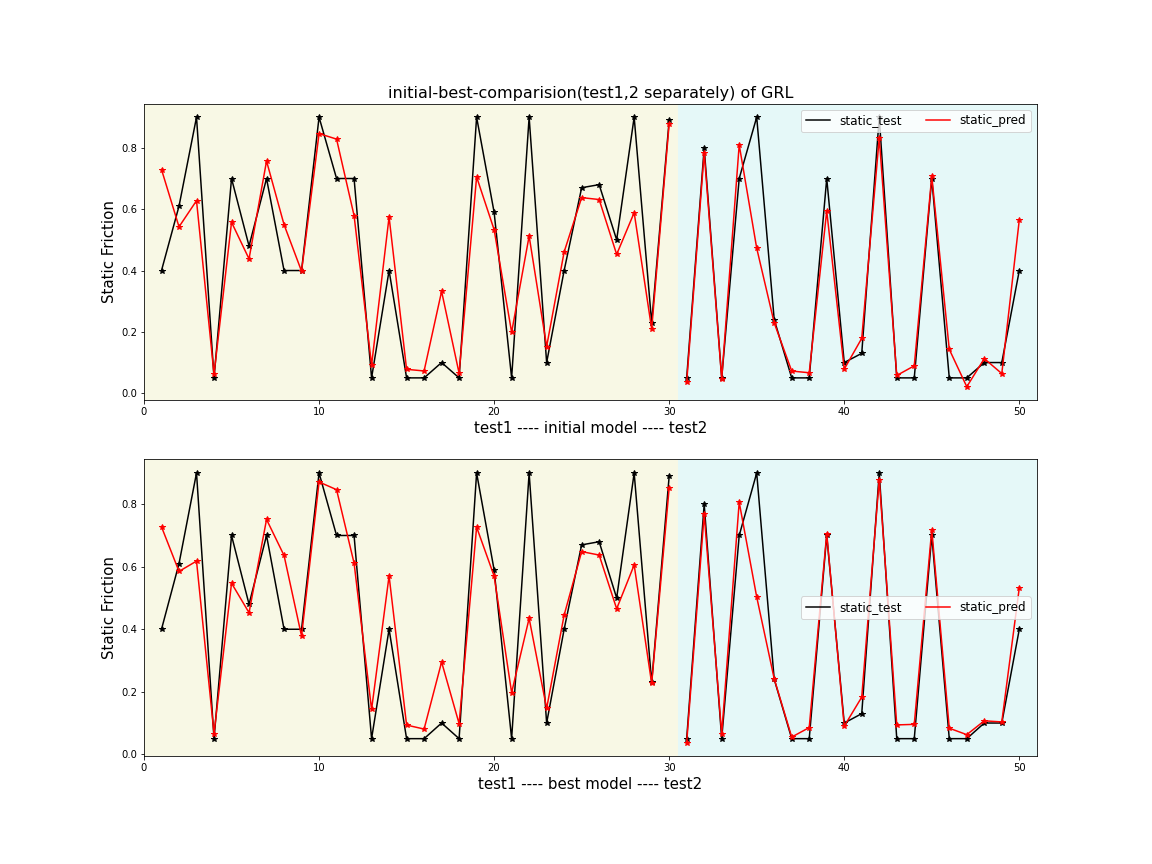 initial-best-comparision(test1,2 separately) of GRL
static_test static_pred
Static Friction
0.8
0.6
0.4
0.2
0.0
0 10 20 30 40 50
test1 ---- initial model ---- test2
static_test static_pred
Static Friction
0.8
0.6
0.4
0.2
0.0
0 10 20 30 40 50
test1 ---- best model ---- test2